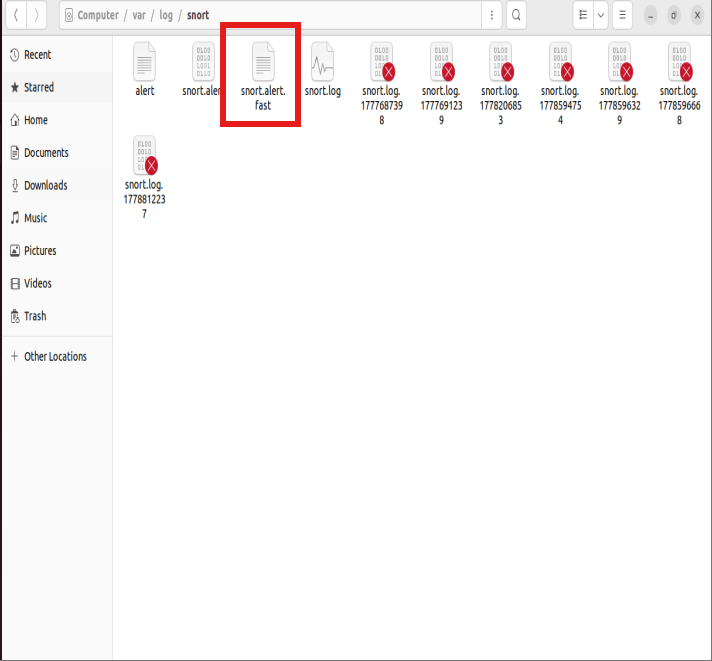 Computer / var / log / snort
Recent
Starred
Home
Documents
Downloads
Music
Pictures
Videos
Trash
Other Locations
alert
snort.aler
snort.alert.
fast
snort.log
snort.log.
177768739
8
snort.log.
177769123
9
snort.log.
177820685
3
snort.log.
177859475
4
snort.log.
177859632
9
snort.log.
177859666
8
snort.log.
177881223
7